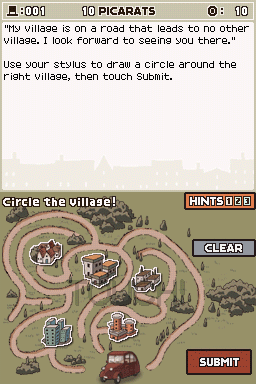 :001
10 PICARATS
: 10
"My village is on a road that leads to no other
village. I look forward to seeing you there."
Use your stylus to draw a circle around the
right village, then touch Submit.
Circle the village!
HINTS 1 2 3
CLEAR
SUBMIT